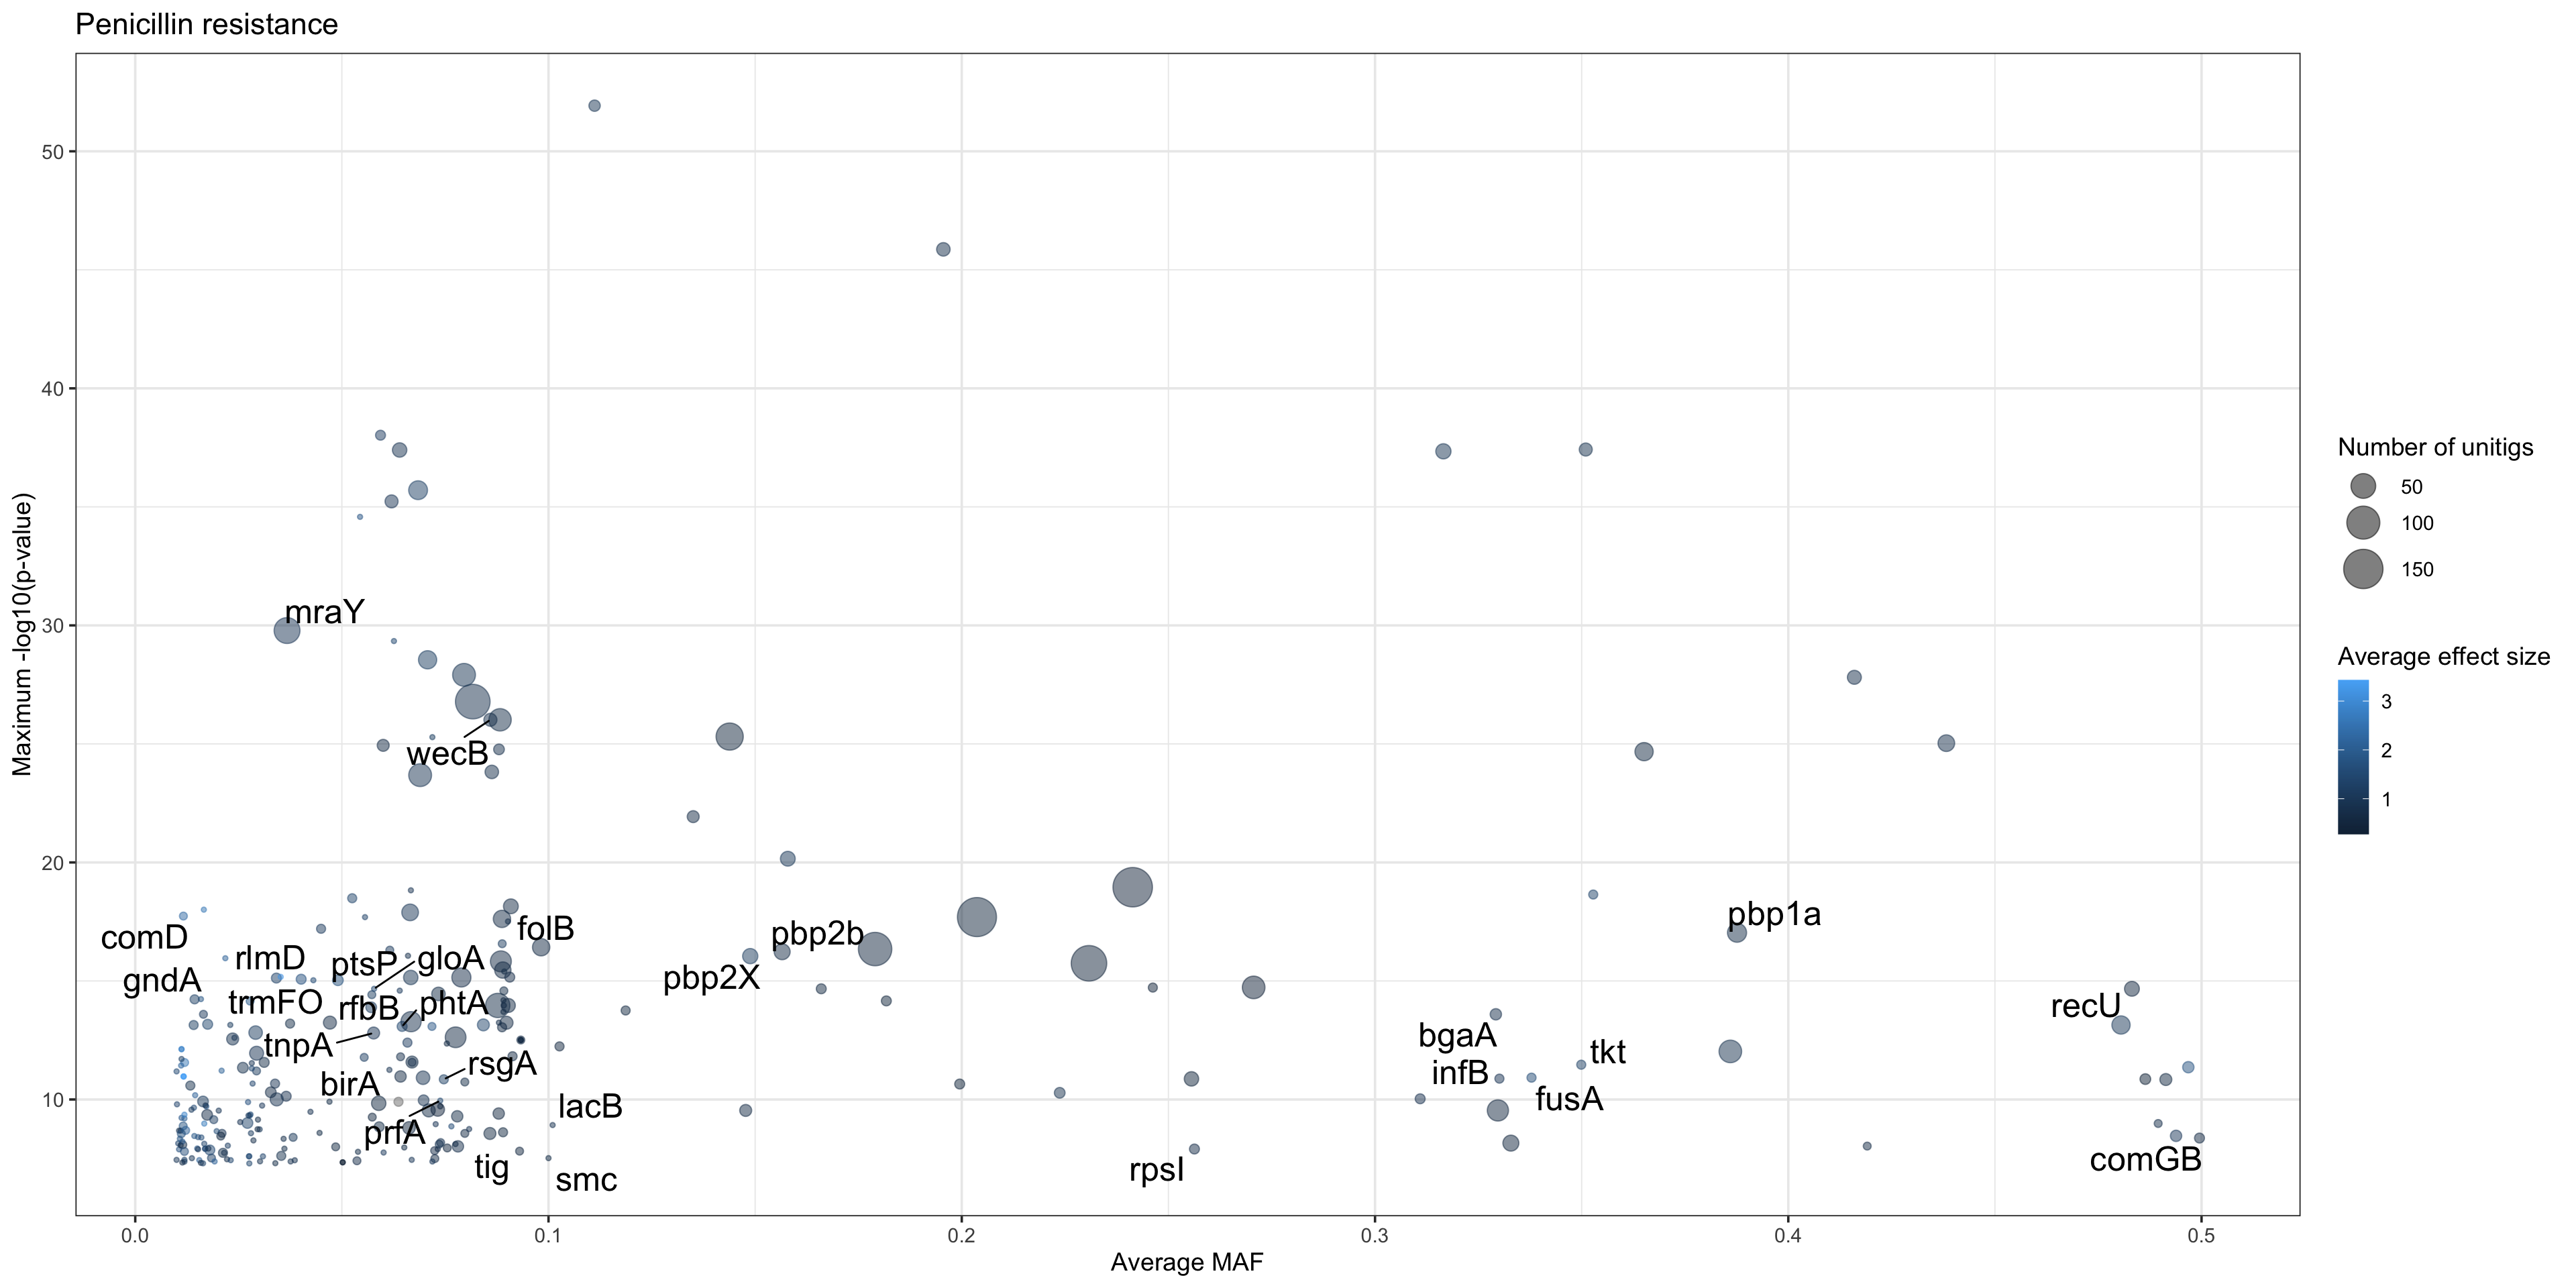 Penicillin resistance
Maximum -log10(p-value)
50
40
30
20
10
mraY
wecB
comD
folB
pbp2b
pbp1a
rlmD
ptsP
gloA
gndA
pbp2X
trmFO
rfbB
phtA
recU
tnpA
bgaA
tkt
rsgA
infB
birA
fusA
lacB
prfA
tig
rpsI
comGB
smc
0.0
0.1
0.2
0.3
0.4
0.5
Average MAF
Number of unitigs
50
100
150
Average effect size
3
2
1